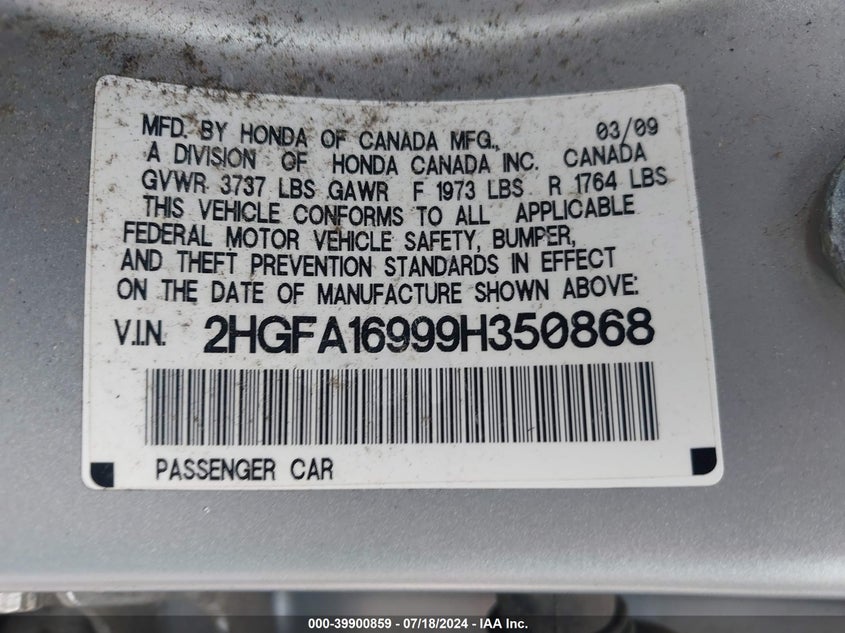 MFD. BY HONDA OF CANADA MFG., 03/09
A DIVISION OF HONDA CANADA INC. CANADA
GVWR 3737 LBS GAWR F 1973 LBS R 1764 LBS
THIS VEHICLE CONFORMS TO ALL APPLICABLE
FEDERAL MOTOR VEHICLE SAFETY, BUMPER,
AND THEFT PREVENTION STANDARDS IN EFFECT
ON THE DATE OF MANUFACTURE SHOWN ABOVE:
V.I.N. 2HGFA16999H350868
PASSENGER CAR
000-39900859 / 07/18/2024 - IAA Inc.